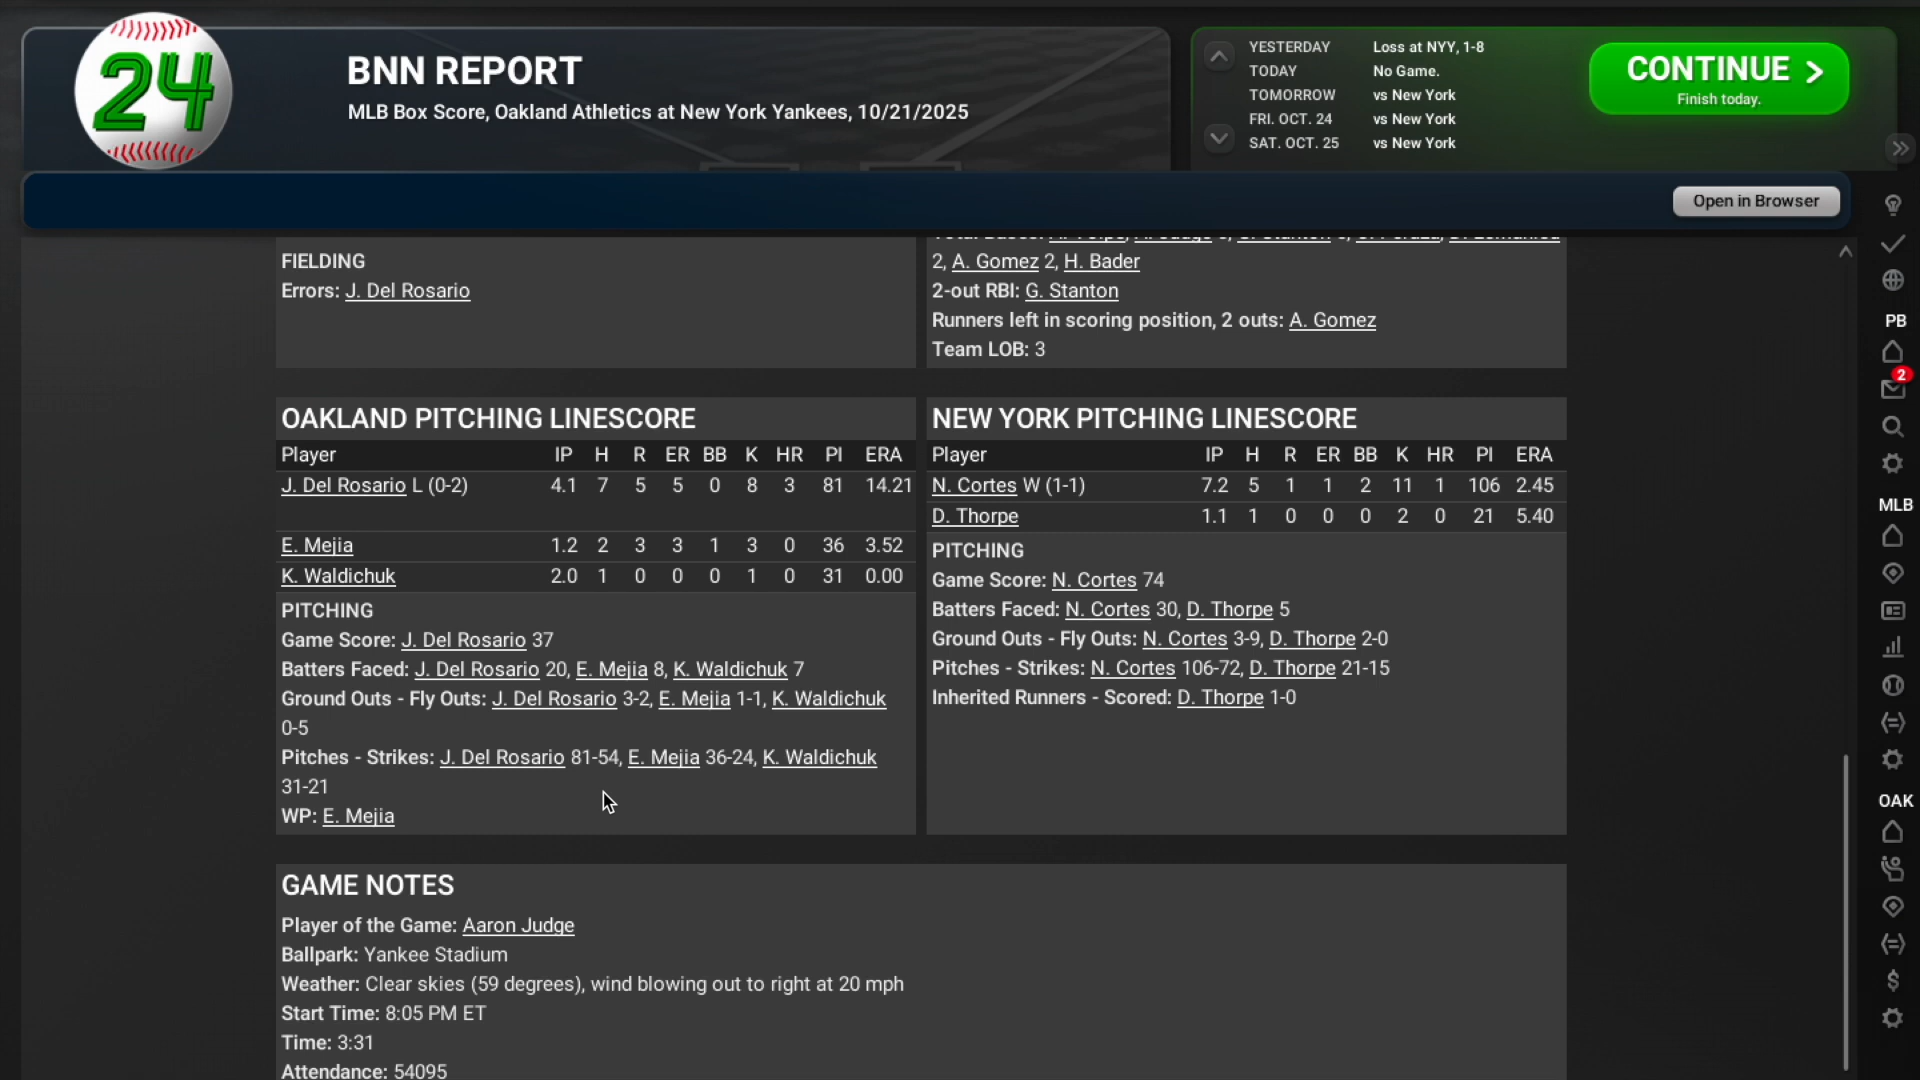 24
BNN REPORT
MLB Box Score, Oakland Athletics at New York Yankees, 10/21/2025
YESTERDAY Loss at NYY, 1-8
TODAY No Game.
TOMORROW vs New York
FRI. OCT. 24 vs New York
SAT. OCT. 25 vs New York
CONTINUE
Finish today.
Open in Browser
FIELDING
Errors: J. Del Rosario
2, A. Gomez 2, H. Bader
2-out RBI: G. Stanton
Runners left in scoring position, 2 outs: A. Gomez
Team LOB: 3
OAKLAND PITCHING LINESCORE
Player IP H R ER BB K HR PI ERA
J. Del Rosario L (0-2) 4.1 7 5 5 0 8 3 81 14.21
E. Mejia 1.2 2 3 3 1 3 0 36 3.52
K. Waldichuk 2.0 1 0 0 0 1 0 31 0.00
PITCHING
Game Score: J. Del Rosario 37
Batters Faced: J. Del Rosario 20, E. Mejia 8, K. Waldichuk 7
Ground Outs - Fly Outs: J. Del Rosario 3-2, E. Mejia 1-1, K. Waldichuk
0-5
Pitches - Strikes: J. Del Rosario 81-54, E. Mejia 36-24, K. Waldichuk
31-21
WP: E. Mejia
NEW YORK PITCHING LINESCORE
Player IP H R ER BB K HR PI ERA
N. Cortes W (1-1) 7.2 5 1 1 2 11 1 106 2.45
D. Thorpe 1.1 1 0 0 0 2 0 21 5.40
PITCHING
Game Score: N. Cortes 74
Batters Faced: N. Cortes 30, D. Thorpe 5
Ground Outs - Fly Outs: N. Cortes 3-9, D. Thorpe 2-0
Pitches - Strikes: N. Cortes 106-72, D. Thorpe 21-15
Inherited Runners - Scored: D. Thorpe 1-0
GAME NOTES
Player of the Game: Aaron Judge
Ballpark: Yankee Stadium
Weather: Clear skies (59 degrees), wind blowing out to right at 20 mph
Start Time: 8:05 PM ET
Time: 3:31
Attendance: 54095
PB
2
MLB
OAK